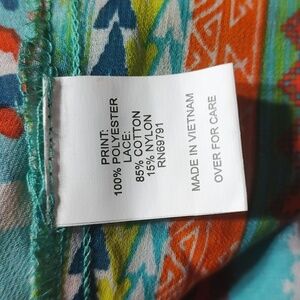 PRINT:
100% POLYESTER
LACE:
85% COTTON
15% NYLON
RN69791
MADE IN VIETNAM
OVER FOR CARE